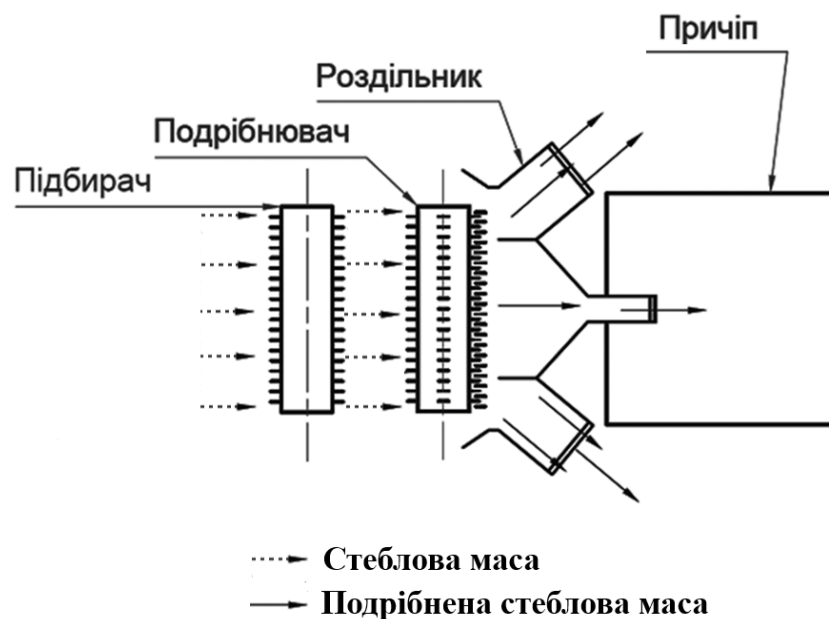 Причіп
Роздільник
Подрібнювач
Підбирач
Стеблова маса
Подрібнена стеблова маса